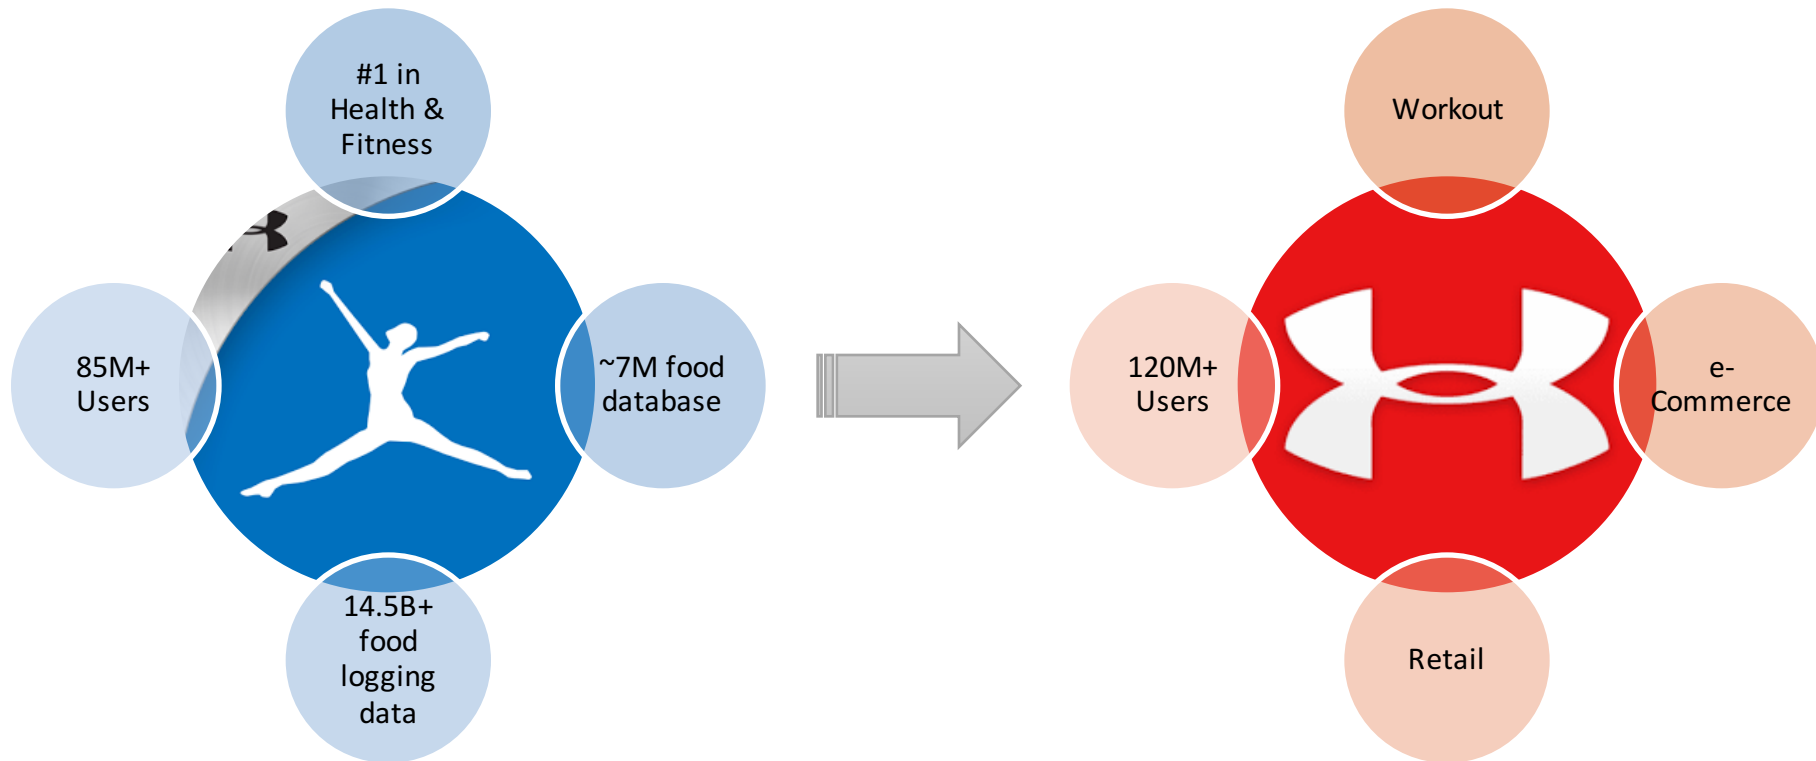 #1 in
Health &
Fitness
85M+
Users
~7M food
database
14.5B+
food
logging
data
Workout
120M+
Users
e-
Commerce
Retail